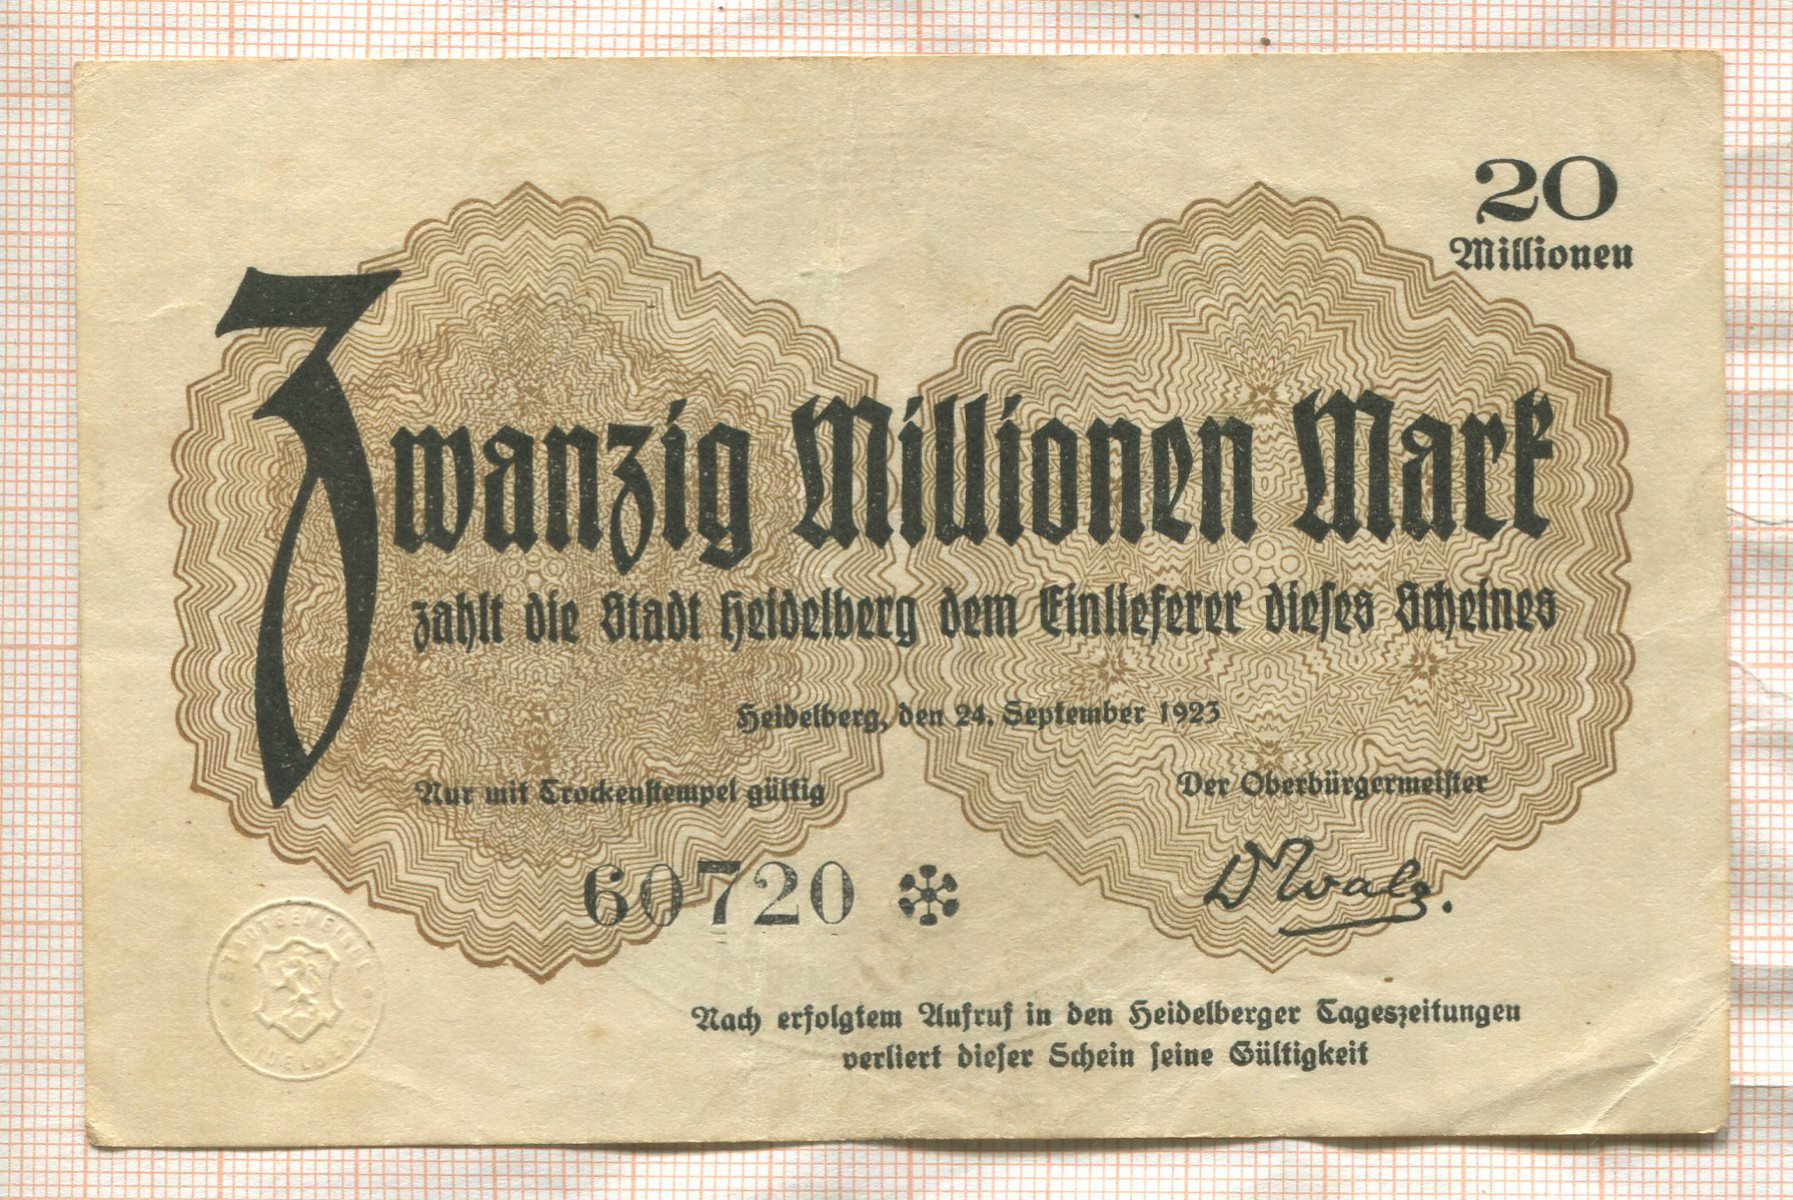 20
Millionen
Zwanzig Millionen Mark
zahlt die Stadt Heidelberg dem Einlieferer dieses Scheines
Heidelberg, den 24. September 1923
Nur mit Trockenstempel gültig
Der Oberbürgermeister
60720
D Walz.
STADTGEMEINDE
HEIDELBERG
Nach erfolgtem Aufruf in den Heidelberger Tageszeitungen
verliert dieser Schein seine Gültigkeit